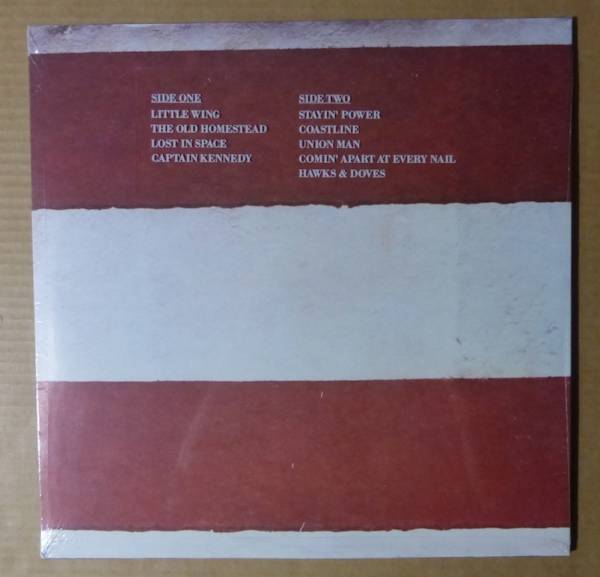 SIDE ONE
LITTLE WING
THE OLD HOMESTEAD
LOST IN SPACE
CAPTAIN KENNEDY
SIDE TWO
STAYIN' POWER
COASTLINE
UNION MAN
COMIN' APART AT EVERY NAIL
HAWKS & DOVES